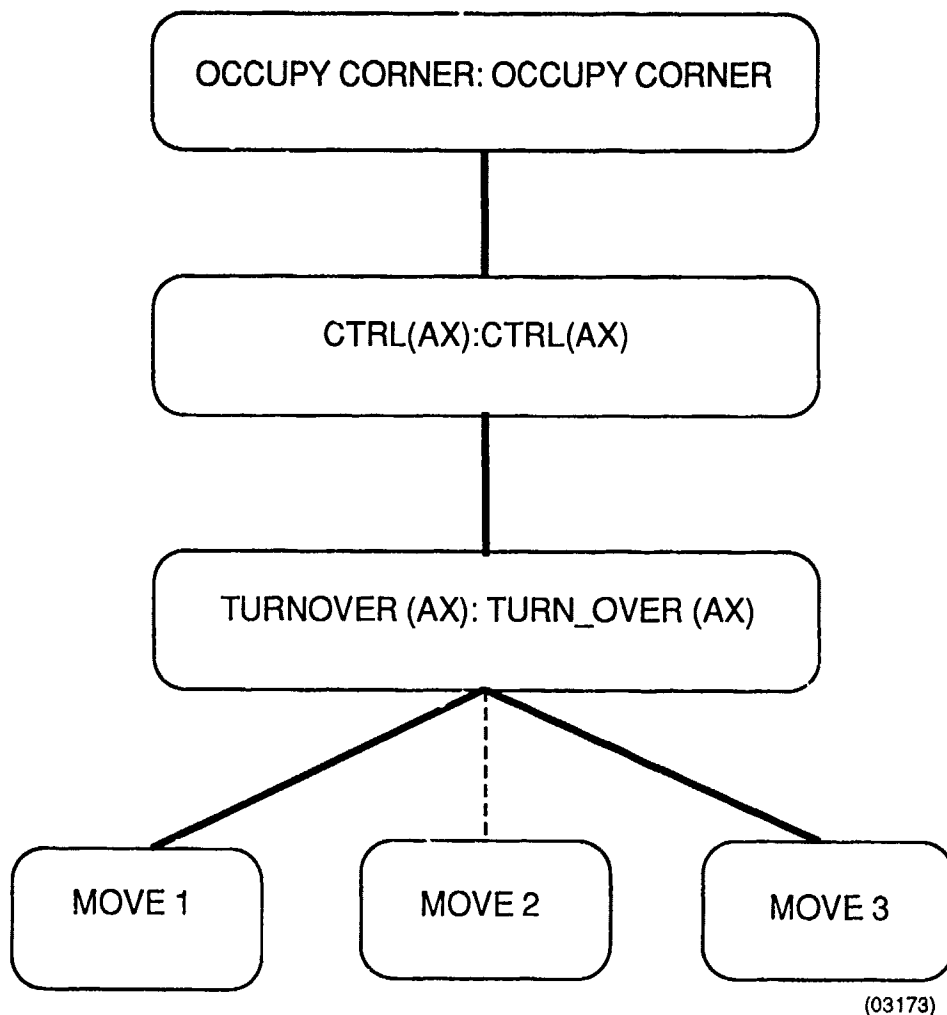 OCCUPY CORNER: OCCUPY CORNER
CTRL(AX):CTRL(AX)
TURNOVER (AX): TURN_OVER (AX)
MOVE 1
MOVE 2
MOVE 3
(03173)